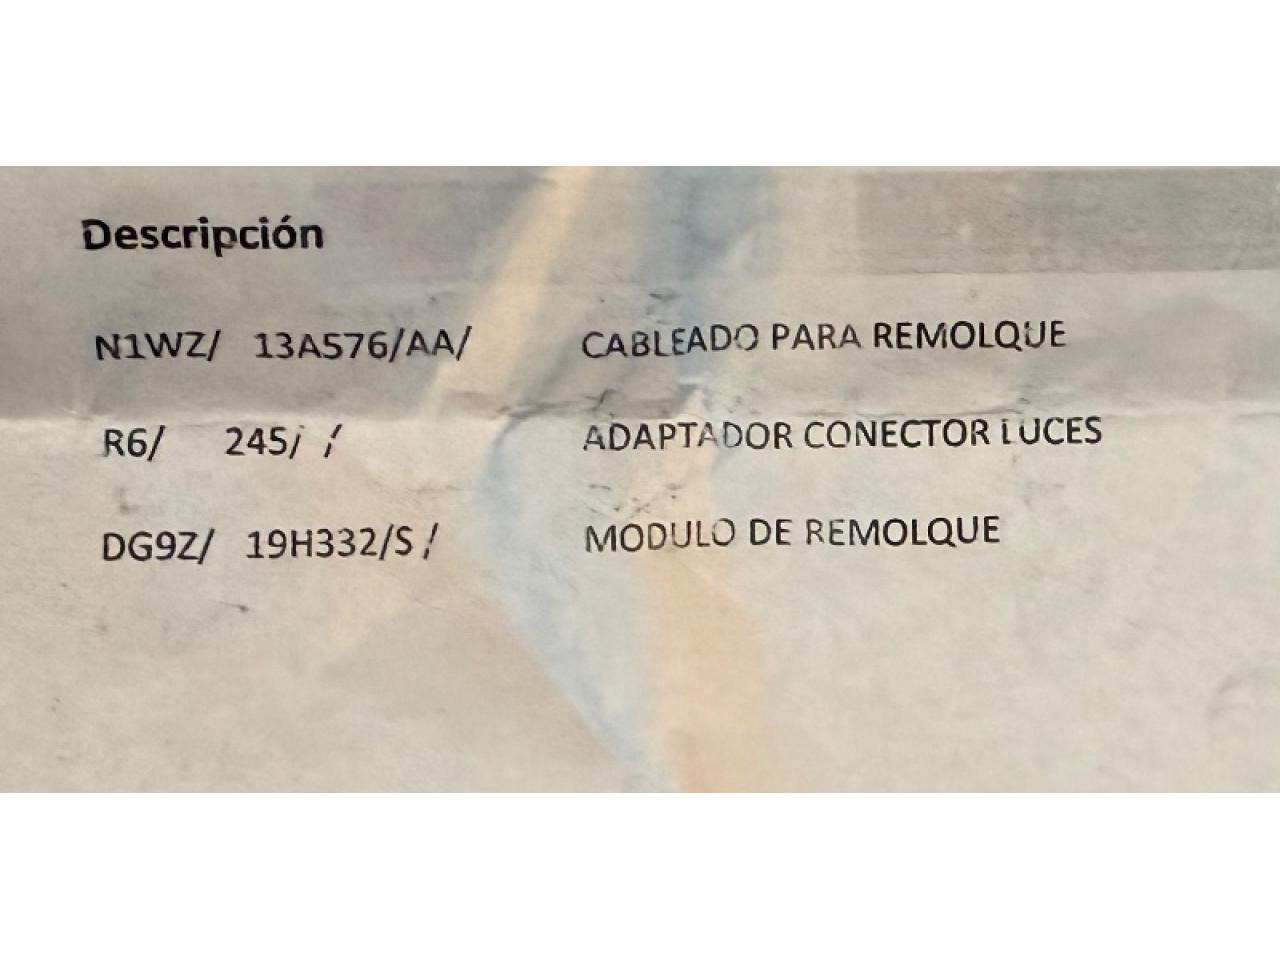 Descripción
N1WZ/ 13A576/AA/ CABLEADO PARA REMOLQUE
R6/ 245/ / ADAPTADOR CONECTOR LUCES
DG9Z/ 19H332/S/ MODULO DE REMOLQUE